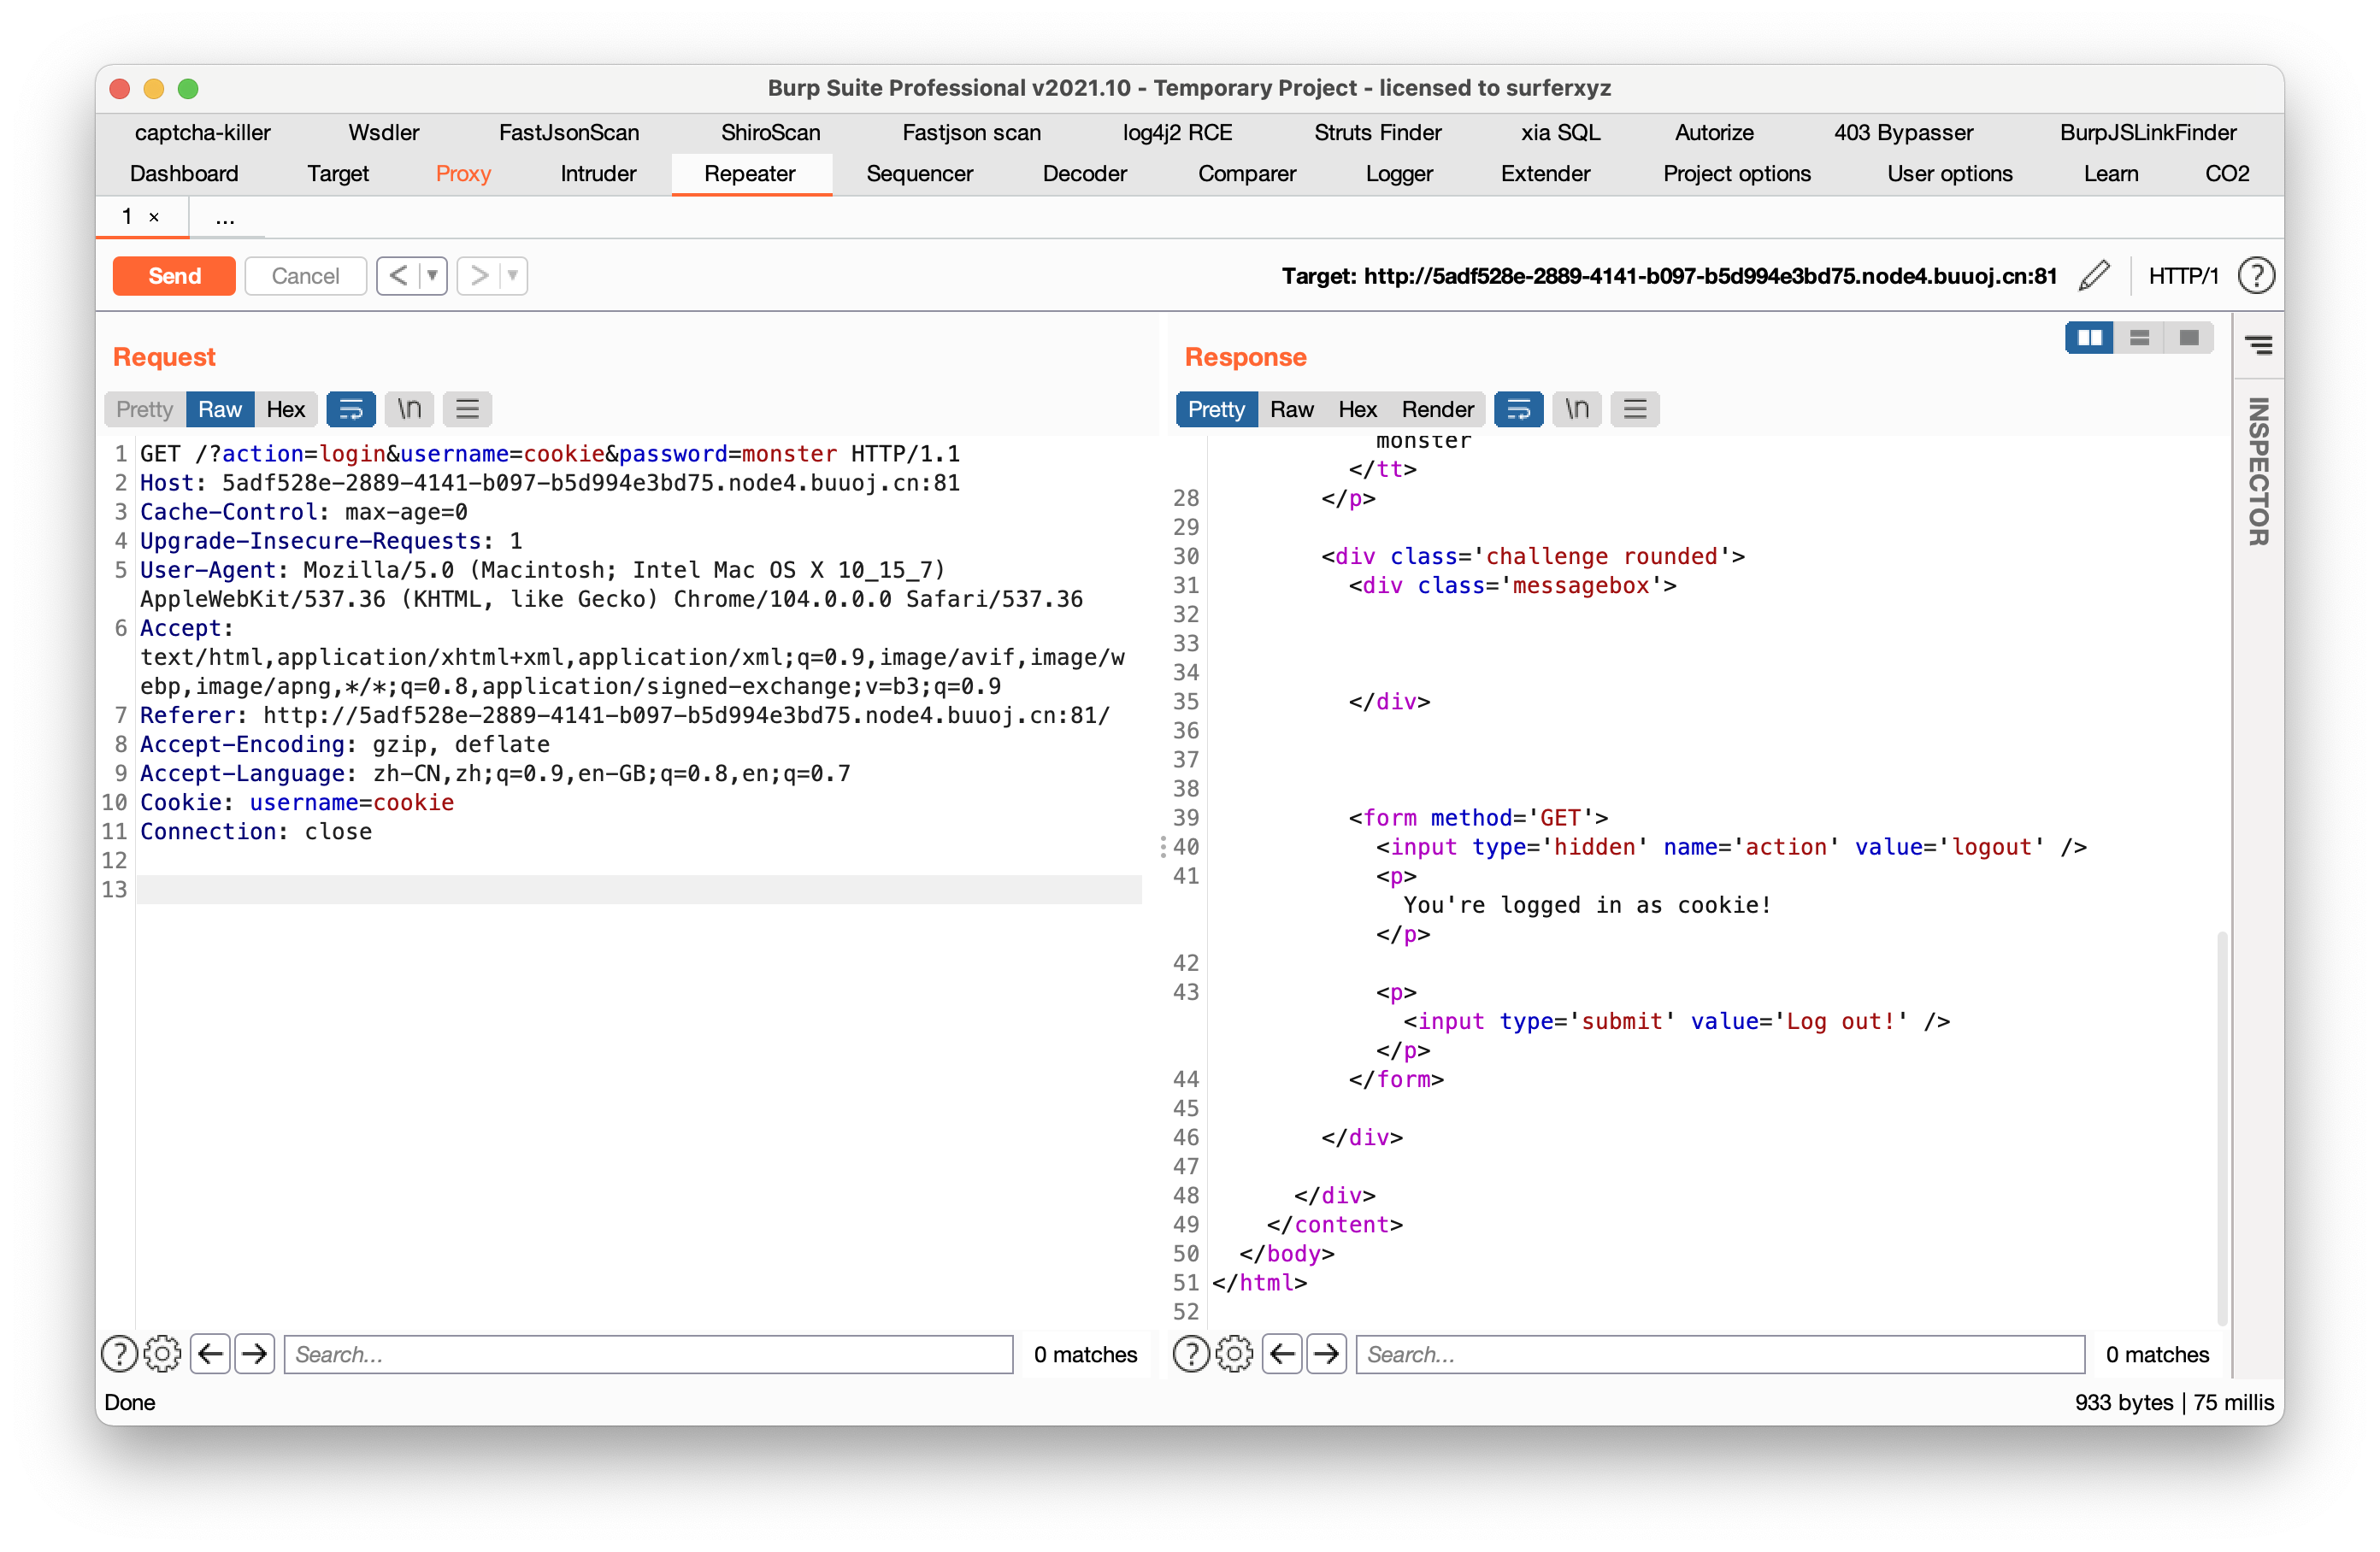 Burp Suite Professional v2021.10 - Temporary Project - licensed to surferxyz
captcha-killer Wsdler FastJsonScan ShiroScan Fastjson scan log4j2 RCE Struts Finder xia SQL Autorize 403 Bypasser BurpJSLinkFinder
Dashboard Target Proxy Intruder Repeater Sequencer Decoder Comparer Logger Extender Project options User options Learn CO2
1 × ...
Send Cancel < ▼ > ▼ Target: http://5adf528e-2889-4141-b097-b5d994e3bd75.node4.buuoj.cn:81 HTTP/1 ?
Request
Pretty Raw Hex \n
1 GET /?action=login&username=cookie&password=monster HTTP/1.1
2 Host: 5adf528e-2889-4141-b097-b5d994e3bd75.node4.buuoj.cn:81
3 Cache-Control: max-age=0
4 Upgrade-Insecure-Requests: 1
5 User-Agent: Mozilla/5.0 (Macintosh; Intel Mac OS X 10_15_7)
AppleWebKit/537.36 (KHTML, like Gecko) Chrome/104.0.0.0 Safari/537.36
6 Accept:
text/html,application/xhtml+xml,application/xml;q=0.9,image/avif,image/w
ebp,image/apng,*/*;q=0.8,application/signed-exchange;v=b3;q=0.9
7 Referer: http://5adf528e-2889-4141-b097-b5d994e3bd75.node4.buuoj.cn:81/
8 Accept-Encoding: gzip, deflate
9 Accept-Language: zh-CN,zh;q=0.9,en-GB;q=0.8,en;q=0.7
10 Cookie: username=cookie
11 Connection: close
12
13
? Search... 0 matches
Response
Pretty Raw Hex Render \n
monster
</tt>
28 </p>
29
30 <div class='challenge rounded'>
31 <div class='messagebox'>
32
33
34
35 </div>
36
37
38
39 <form method='GET'>
40 <input type='hidden' name='action' value='logout' />
41 <p>
You're logged in as cookie!
</p>
42
43 <p>
<input type='submit' value='Log out!' />
</p>
44 </form>
45
46 </div>
47
48 </div>
49 </content>
50 </body>
51 </html>
52
? Search... 0 matches
INSPECTOR
Done
933 bytes | 75 millis